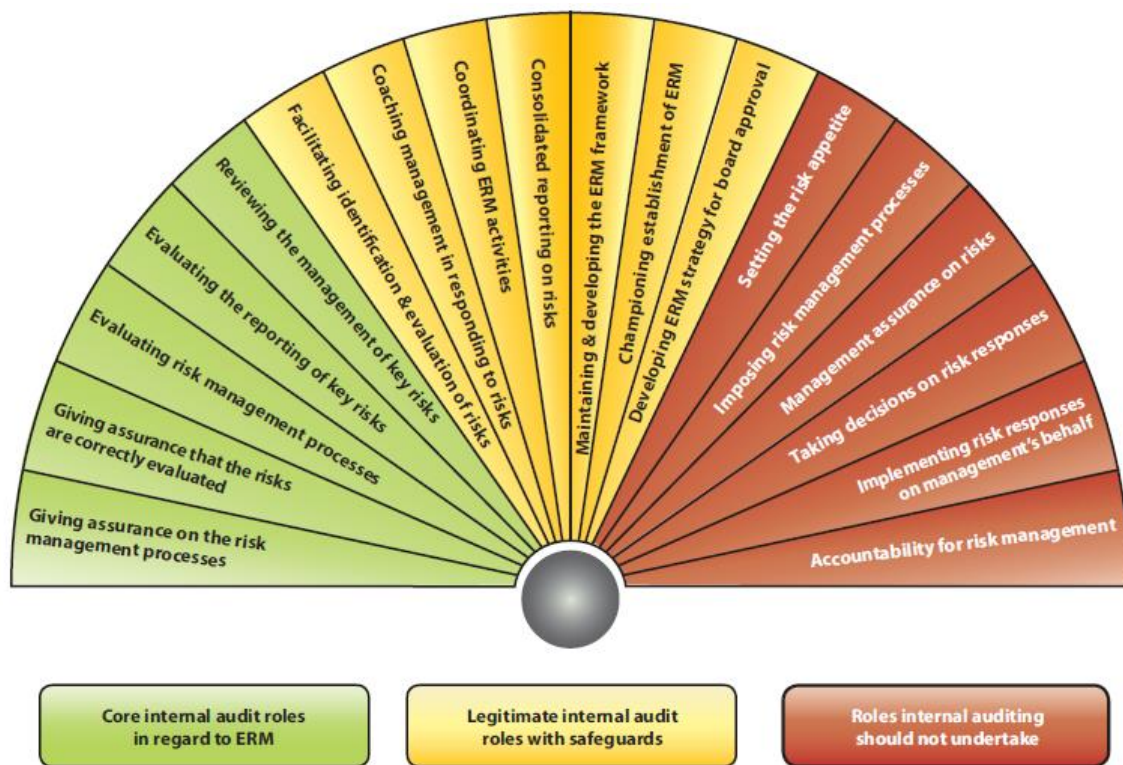 Giving assurance on the risk
management processes
Giving assurance that the risks
are correctly evaluated
Evaluating risk management processes
Evaluating the reporting of key risks
Reviewing the management of key risks
Facilitating identification & evaluation of risks
Coaching management in responding to risks
Coordinating ERM activities
Consolidated reporting on risks
Maintaining & developing the ERM framework
Championing establishment of ERM
Developing ERM strategy for board approval
Setting the risk appetite
Imposing risk management processes
Management assurance on risks
Taking decisions on risk responses
Implementing risk responses
on management's behalf
Accountability for risk management
Core internal audit roles
in regard to ERM
Legitimate internal audit
roles with safeguards
Roles internal auditing
should not undertake